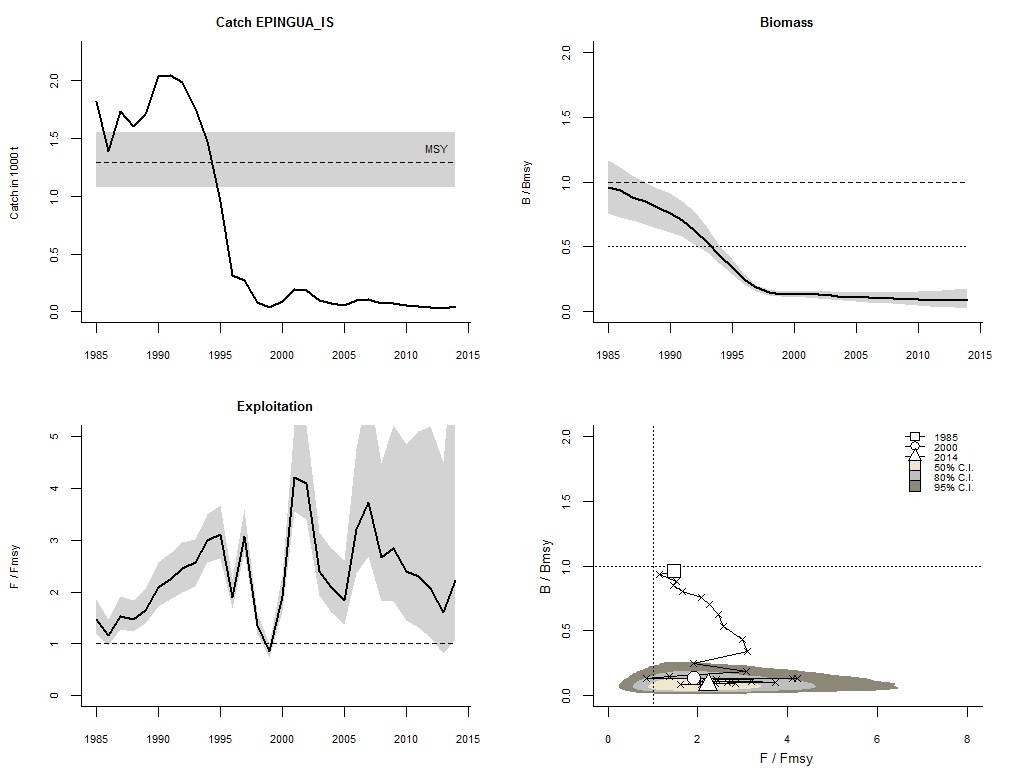 Catch EPINGUA_IS
Catch in 1000 t
2.0
1.5
1.0
0.5
0.0
MSY
1985 1990 1995 2000 2005 2010 2015
Biomass
B / Bmsy
2.0
1.5
1.0
0.5
0.0
1985 1990 1995 2000 2005 2010 2015
Exploitation
F / Fmsy
5
4
3
2
1
0
1985 1990 1995 2000 2005 2010 2015
B / Bmsy
2.0
1.5
1.0
0.5
0.0
1985
2000
2014
50% C.I.
80% C.I.
95% C.I.
0 2 4 6 8
F / Fmsy